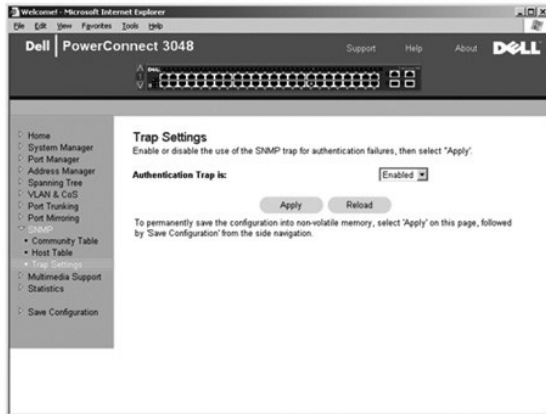 Welcome! - Microsoft Internet Explorer
File Edit View Favorites Tools Help
Dell | PowerConnect 3048
Support Help About DELL
Home
System Manager
Port Manager
Address Manager
Spanning Tree
VLAN & CoS
Port Trunking
Port Mirroring
SNMP
Community Table
Host Table
Trap Settings
Multimedia Support
Statistics
Save Configuration
Trap Settings
Enable or disable the use of the SNMP trap for authentication failures, then select "Apply'.
Authentication Trap is: Enabled
Apply Reload
To permanently save the configuration into non-volatile memory, select 'Apply' on this page, followed
by 'Save Configuration' from the side navigation.